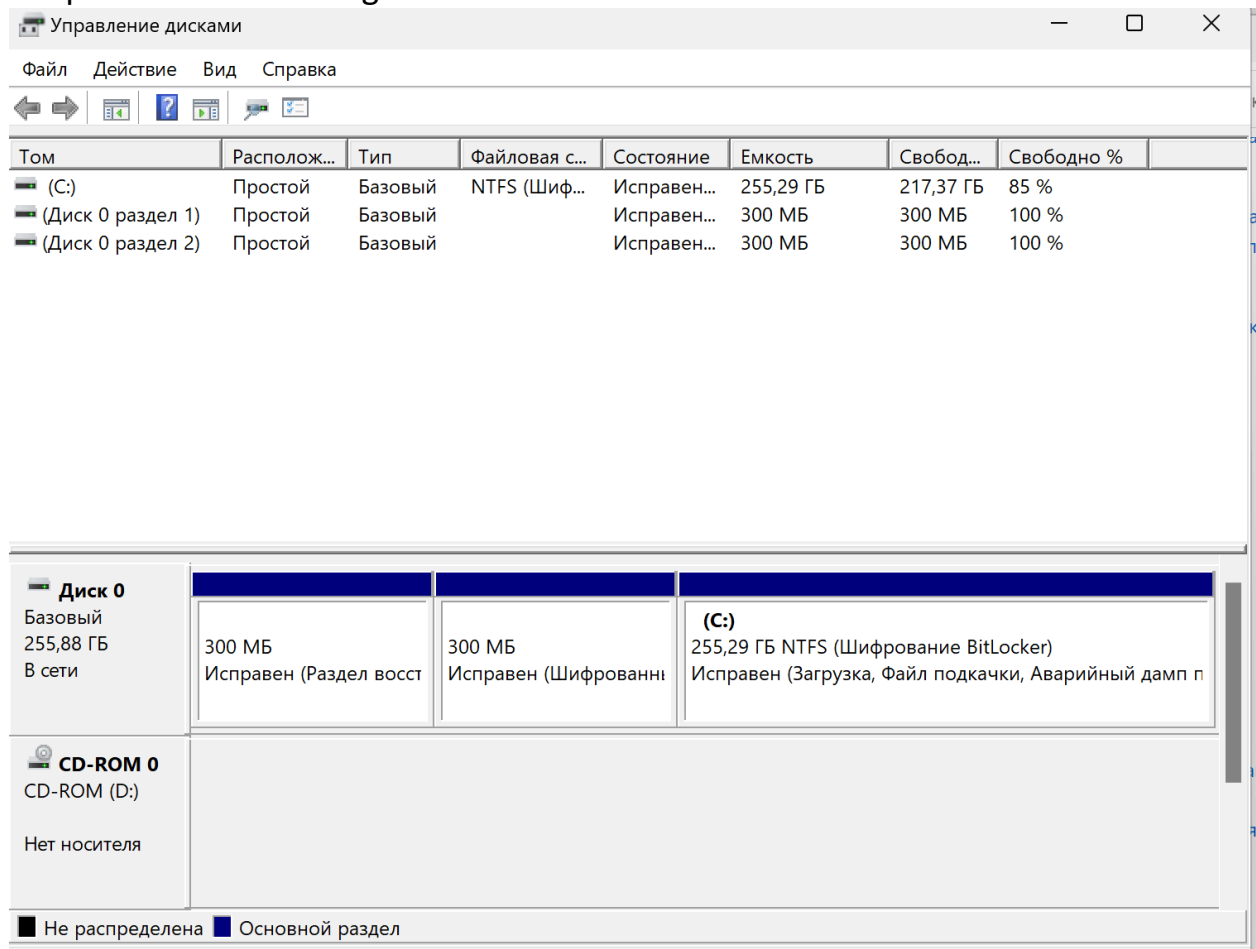 Управление дисками
Файл Действие Вид Справка
Том Располож... Тип Файловая с... Состояние Емкость Свобод... Свободно %
(C:) Простой Базовый NTFS (Шиф... Исправен... 255,29 ГБ 217,37 ГБ 85 %
(Диск 0 раздел 1) Простой Базовый Исправен... 300 МБ 300 МБ 100 %
(Диск 0 раздел 2) Простой Базовый Исправен... 300 МБ 300 МБ 100 %
Диск 0
Базовый
255,88 ГБ
В сети
300 МБ
Исправен (Раздел восст
300 МБ
Исправен (Шифрованн
(C:)
255,29 ГБ NTFS (Шифрование BitLocker)
Исправен (Загрузка, Файл подкачки, Аварийный дамп п
CD-ROM 0
CD-ROM (D:)
Нет носителя
Не распределена Основной раздел